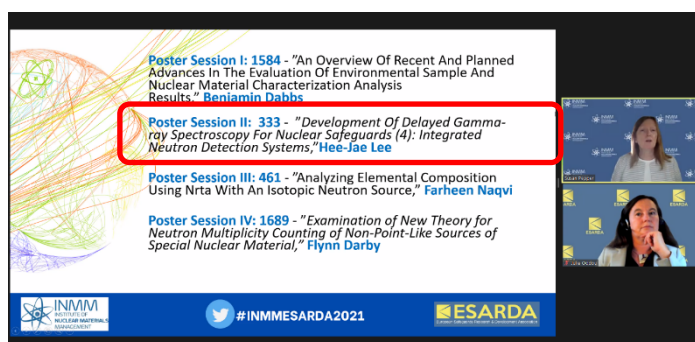 Poster Session I: 1584 - "An Overview Of Recent And Planned
Advances In The Evaluation Of Environmental Sample And
Nuclear Material Characterization Analysis
Results." Benjamin Dabbs
Poster Session II: 333 - "Development Of Delayed Gamma-
ray Spectroscopy For Nuclear Safeguards (4): Integrated
Neutron Detection Systems,"Hee-Jae Lee
Poster Session III: 461 - "Analyzing Elemental Composition
Using Nrta With An Isotopic Neutron Source," Farheen Naqvi
Poster Session IV: 1689 - "Examination of New Theory for
Neutron Multiplicity Counting of Non-Point-Like Sources of
Special Nuclear Material," Flynn Darby
INMM
INSTITUTE OF
NUCLEAR MATERIALS
MANAGEMENT
#INMMESARDA2021
ESARDA
Susan Pepper